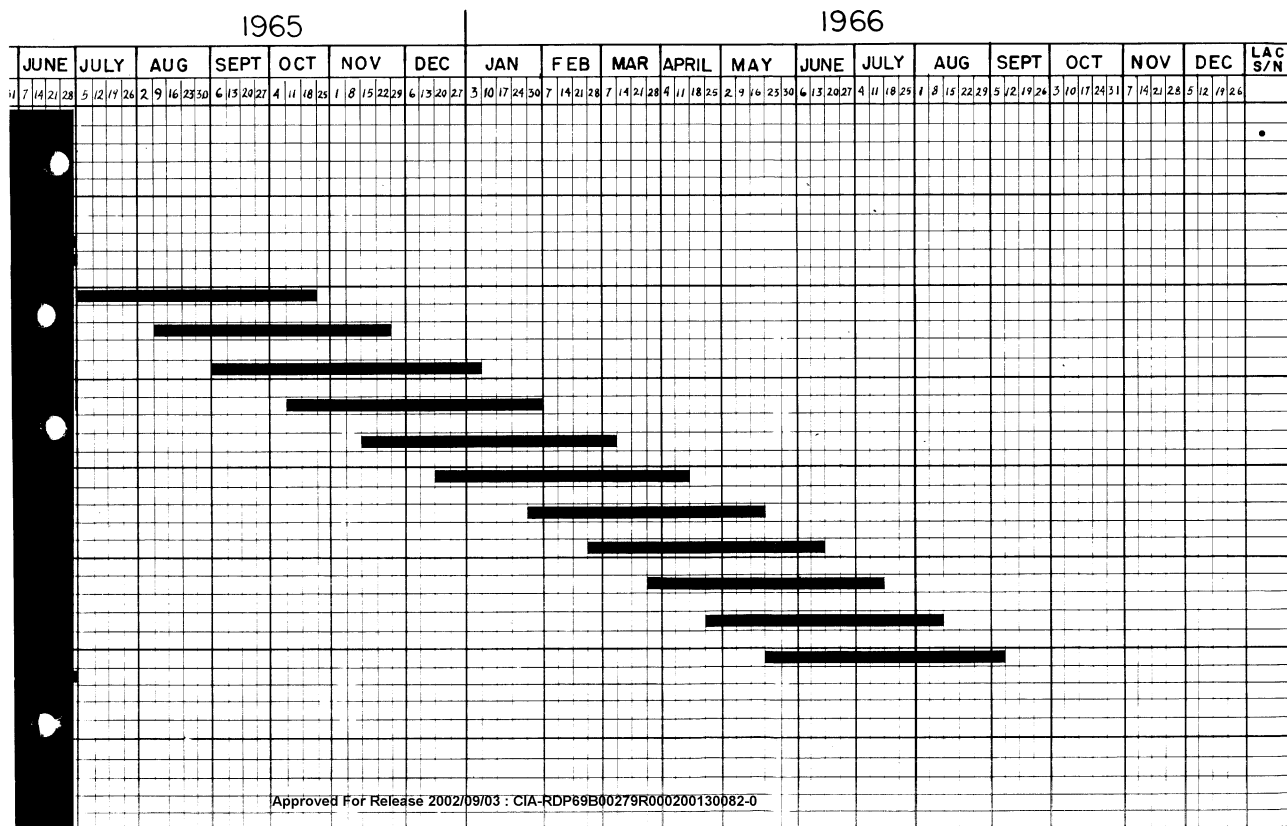 1965 1966
JUNE JULY AUG SEPT OCT NOV DEC JAN FEB MAR APRIL MAY JUNE JULY AUG SEPT OCT NOV DEC LAC
S/N
31 7 14 21 28 5 12 19 26 2 9 16 23 30 6 13 20 27 4 11 18 25 1 8 15 22 29 6 13 20 27 3 10 17 24 30 7 14 21 28 7 14 21 28 4 11 18 25 2 9 16 23 30 6 13 20 27 4 11 18 25 1 8 15 22 29 5 12 19 26 3 10 17 24 31 7 14 21 28 5 12 19 26
Approved For Release 2002/09/03 : CIA-RDP69B00279R000200130082-0